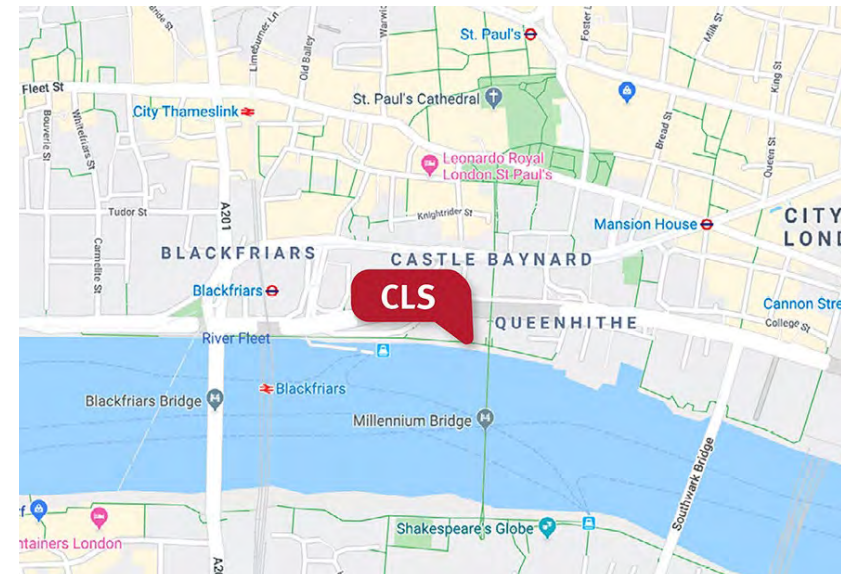 St. Paul's
Limeburner Ln
Old Bailey
Milk St
King St
Fleet St
St. Paul's Cathedral
City Thameslink
Bouverie St
Whitefriars St
Bread St
Queen St
Leonardo Royal
London St Paul's
Tudor St
A201
Knightrider St
Mansion House
CITY
BLACKFRIARS
CASTLE BAYNARD
Carmelite St
Blackfriars
CLS
Cannon Stre
QUEENHITHE
College St
River Fleet
Blackfriars
Blackfriars Bridge
Millennium Bridge
Southwark Bridge
Shakespeare's Globe
ntainers London